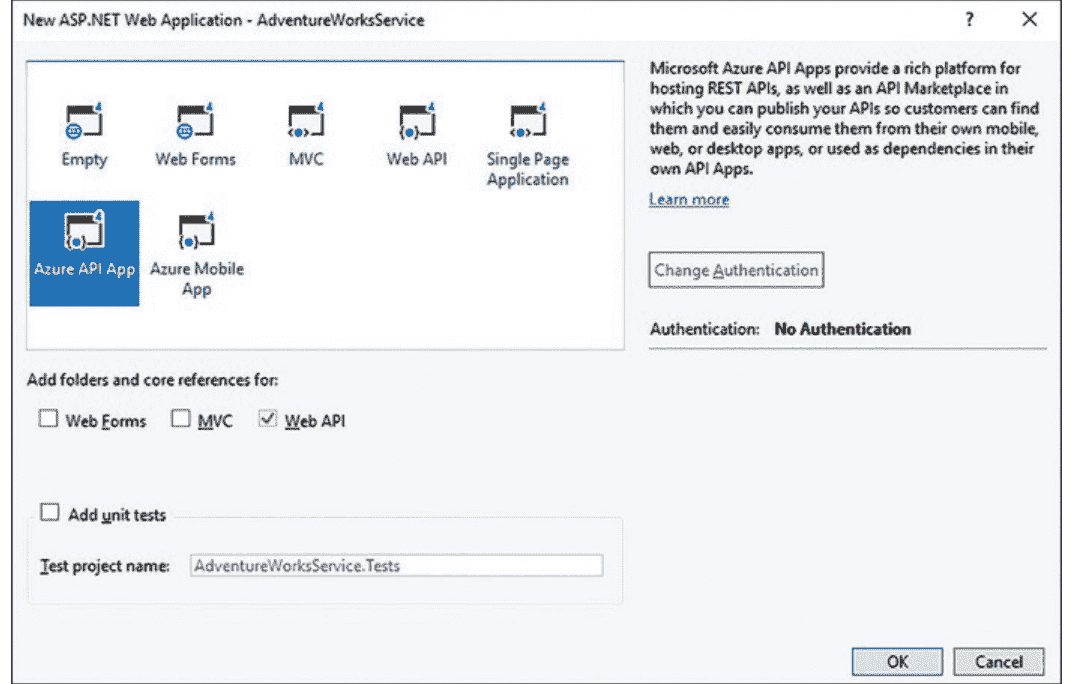 New ASP.NET Web Application - AdventureWorksService
? ×
Empty
Web Forms
MVC
Web API
Single Page
Application
Azure API App
Azure Mobile
App
Microsoft Azure API Apps provide a rich platform for
hosting REST APIs, as well as an API Marketplace in
which you can publish your APIs so customers can find
them and easily consume them from their own mobile,
web, or desktop apps, or used as dependencies in their
own API Apps.
Learn more
Change Authentication
Authentication: No Authentication
Add folders and core references for:
Web Forms MVC Web API
Add unit tests
Test project name: AdventureWorksService.Tests
OK Cancel